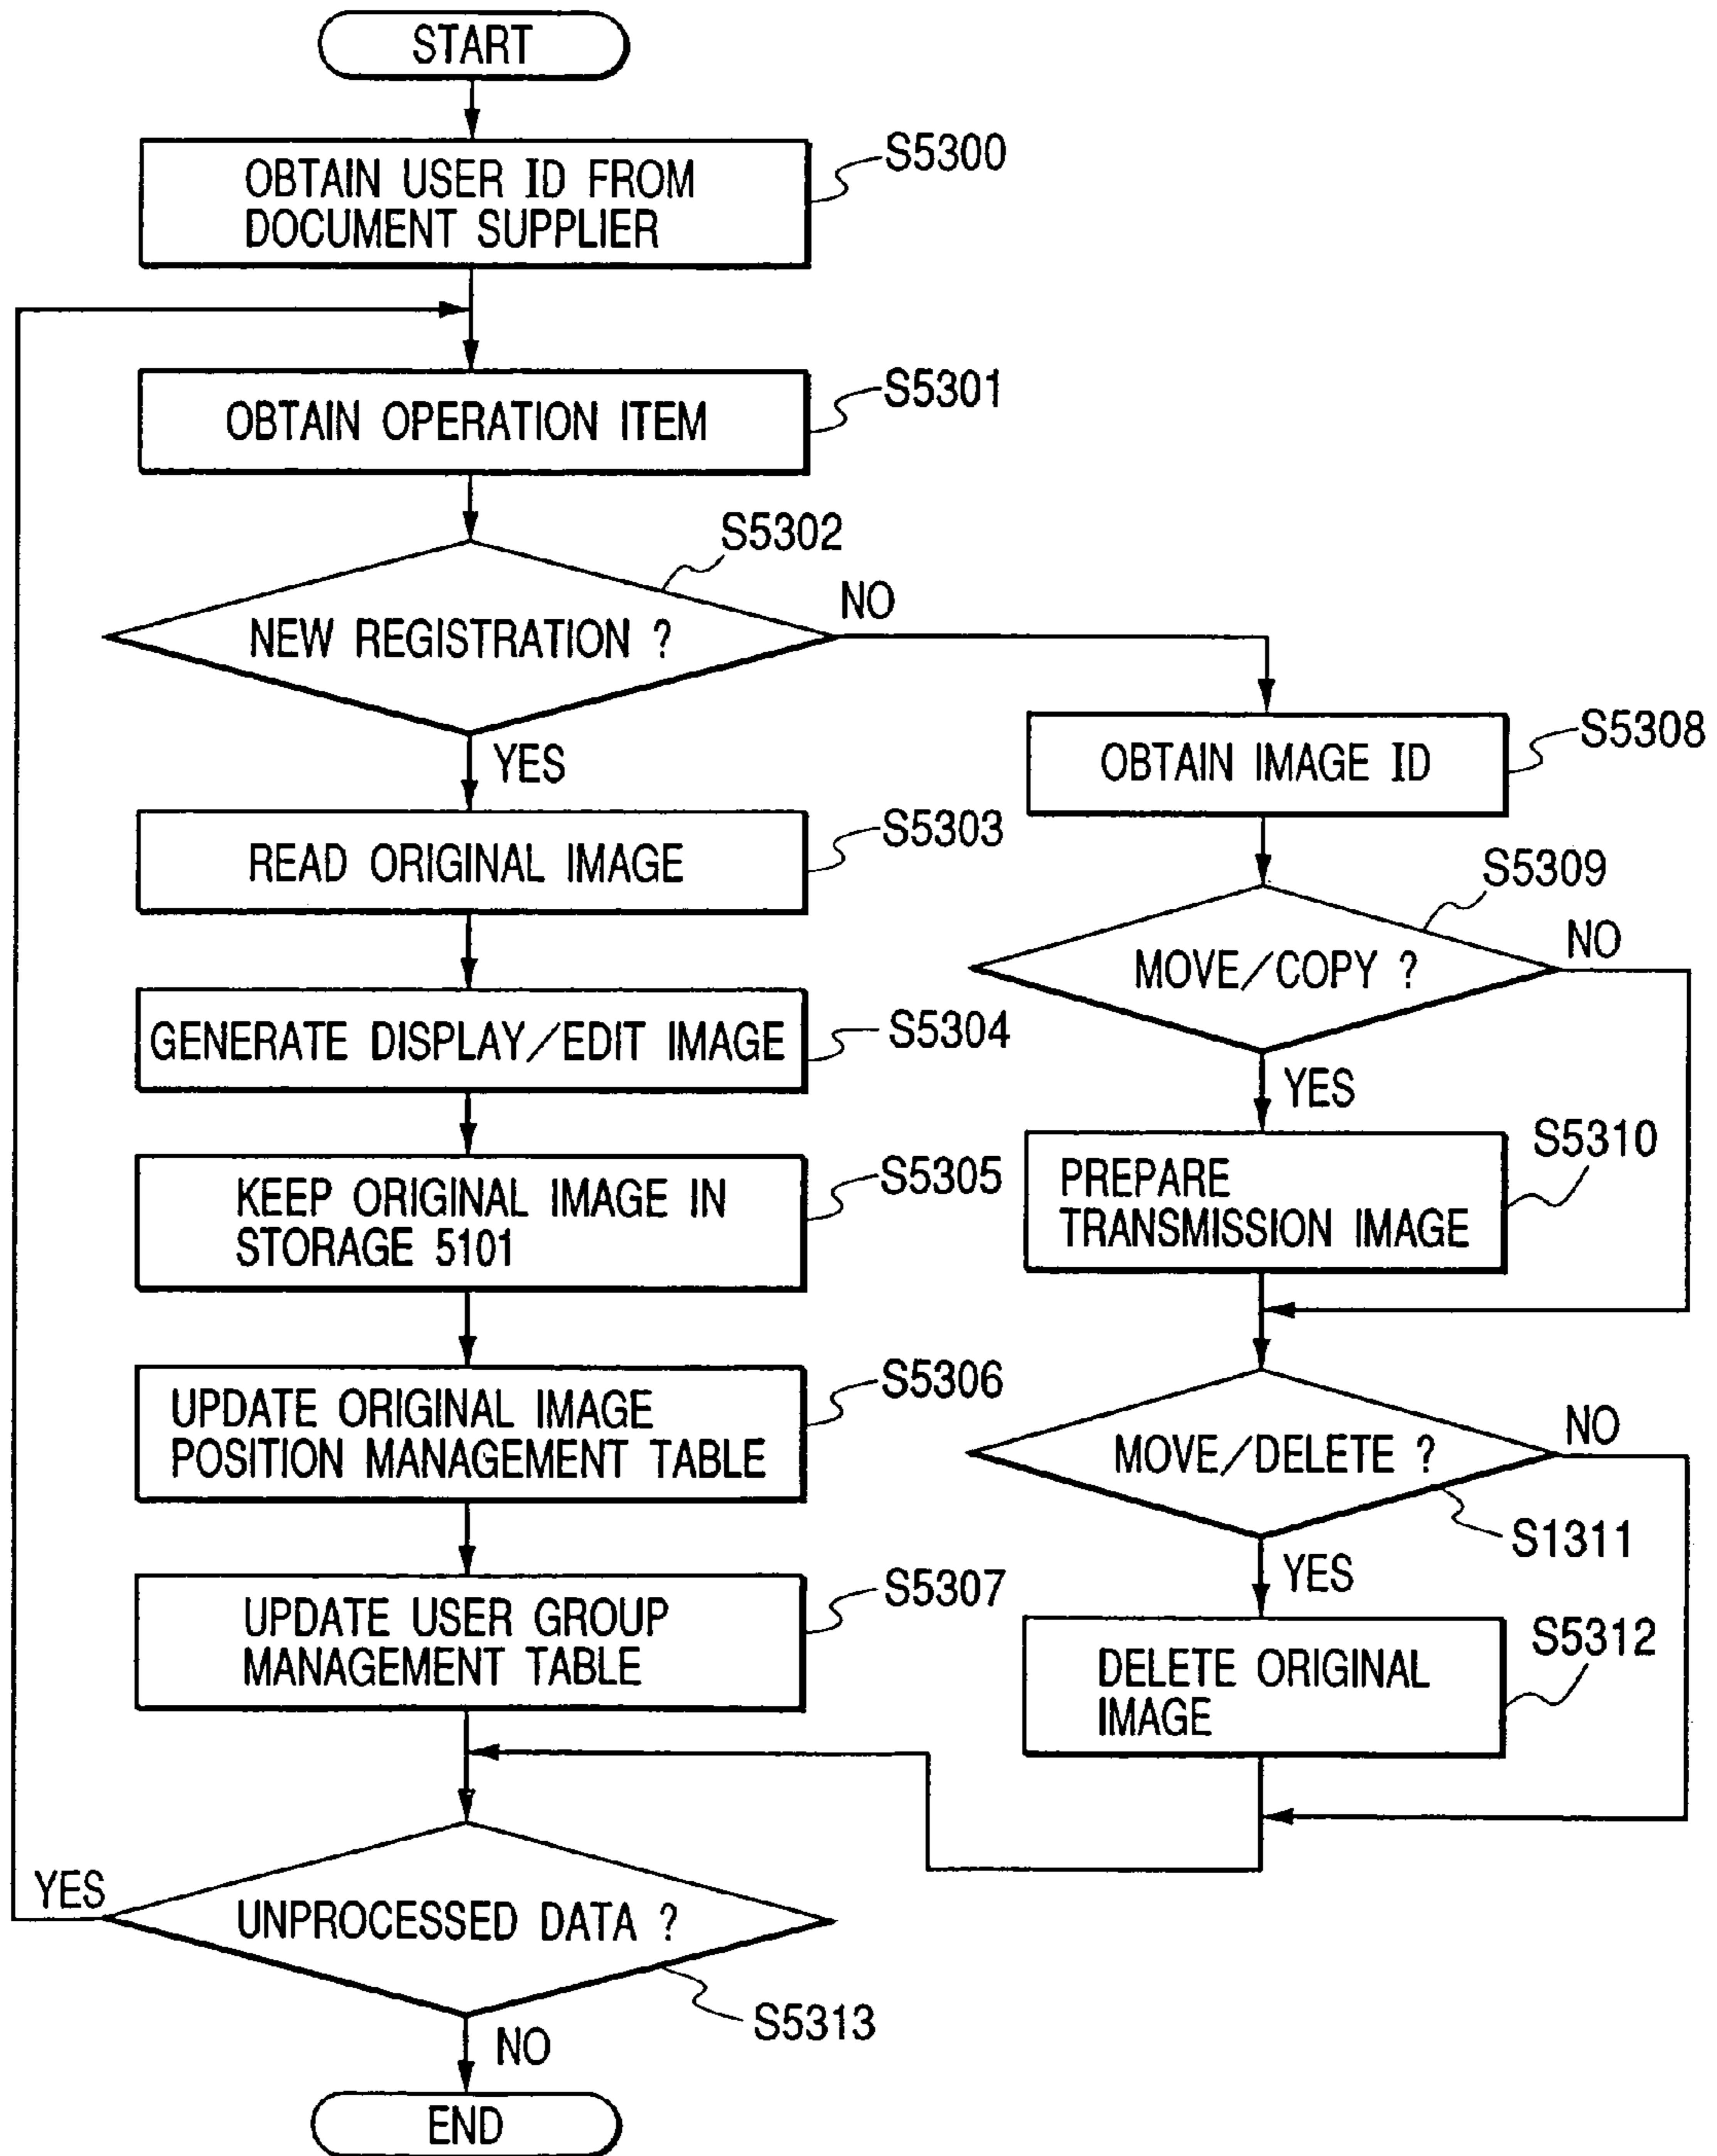 START
OBTAIN USER ID FROM
DOCUMENT SUPPLIER
S5300
OBTAIN OPERATION ITEM
S5301
S5302
NEW REGISTRATION ?
NO
YES
READ ORIGINAL IMAGE
S5303
GENERATE DISPLAY/EDIT IMAGE
S5304
KEEP ORIGINAL IMAGE IN
STORAGE 5101
S5305
UPDATE ORIGINAL IMAGE
POSITION MANAGEMENT TABLE
S5306
UPDATE USER GROUP
MANAGEMENT TABLE
S5307
OBTAIN IMAGE ID
S5308
S5309
MOVE/COPY ?
NO
YES
PREPARE
TRANSMISSION IMAGE
S5310
MOVE/DELETE ?
NO
S1311
YES
DELETE ORIGINAL
IMAGE
S5312
YES
UNPROCESSED DATA ?
S5313
NO
END